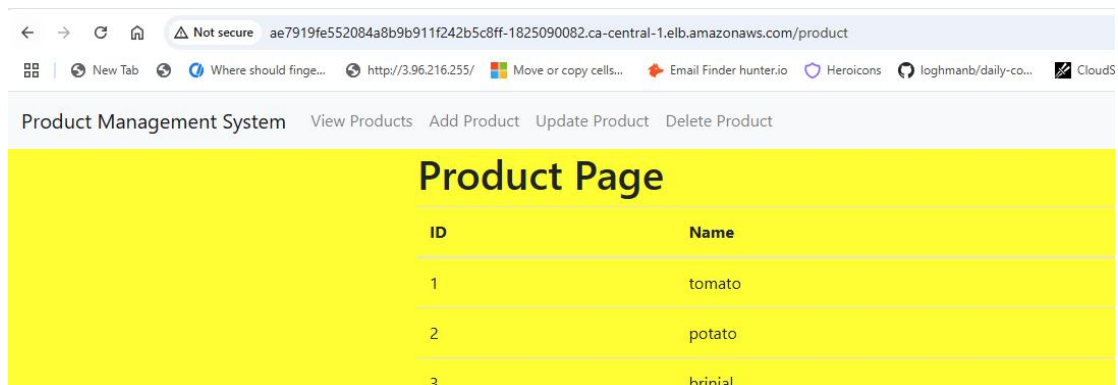 Not secure ae7919fe552084a8b9b911f242b5c8ff-1825090082.ca-central-1.elb.amazonaws.com/product
New Tab Where should finge... http://3.96.216.255/ Move or copy cells... Email Finder hunter.io Heroicons loghmanb/daily-co... CloudS
Product Management System View Products Add Product Update Product Delete Product
Product Page
ID Name
1 tomato
2 potato
3 brinjal